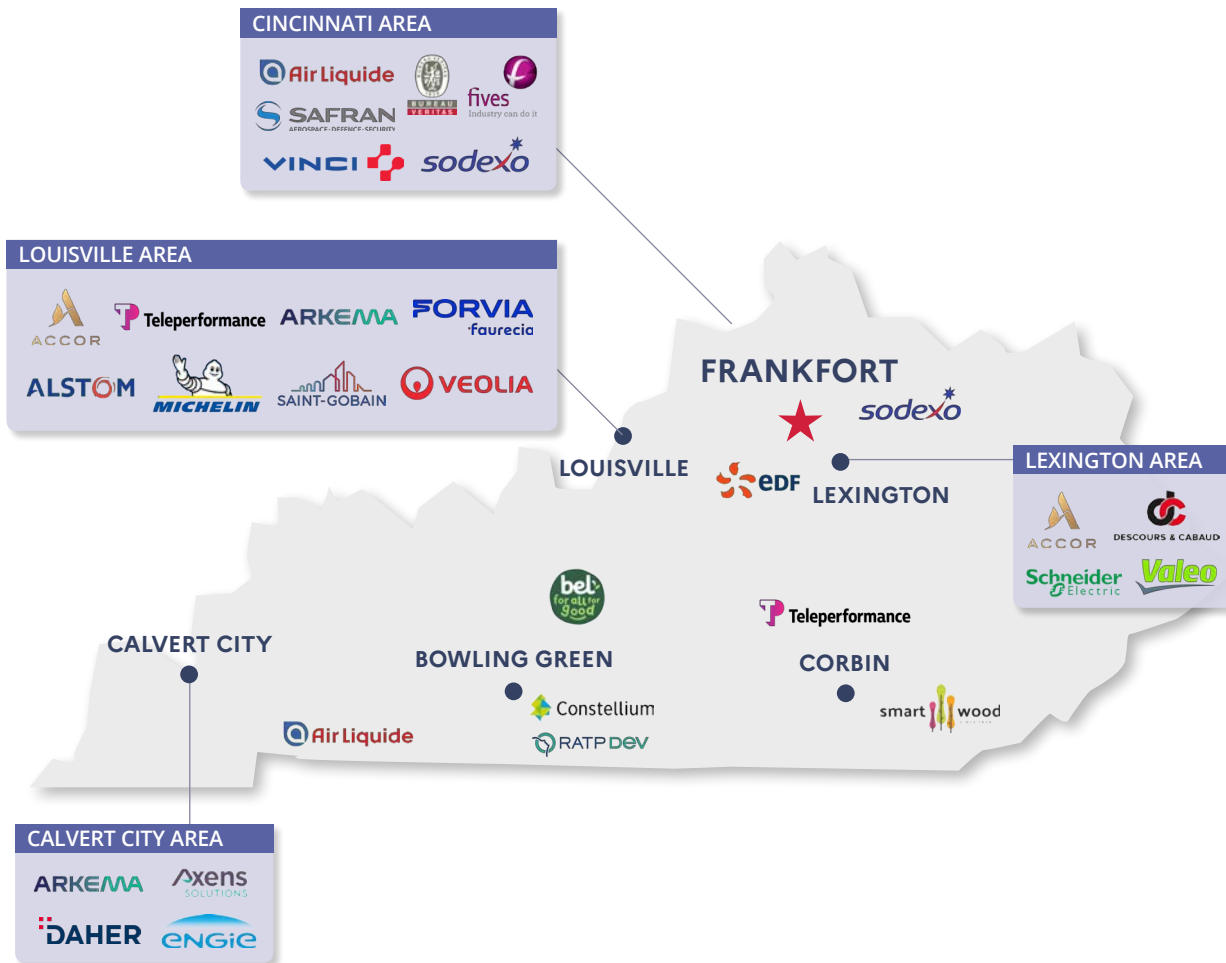 CINCINNATI AREA
Air Liquide
BUREAU
VERITAS
fives
Industry can do it
SAFRAN
AEROSPACE·DEFENCE·SECURITY
VINCI
sodexo
LOUISVILLE AREA
ACCOR
Teleperformance
ARKEMA
FORVIA
faurecia
ALSTOM
MICHELIN
SAINT-GOBAIN
VEOLIA
FRANKFORT
sodexo
LOUISVILLE
eDF
LEXINGTON
LEXINGTON AREA
ACCOR
DESCOURS & CABAUD
Schneider
Electric
Valeo
bel
for all for
good
Teleperformance
CALVERT CITY
BOWLING GREEN
CORBIN
Constellium
smart wood
Air Liquide
RATP DEV
CALVERT CITY AREA
ARKEMA
Axens
SOLUTIONS
DAHER
ENGIE